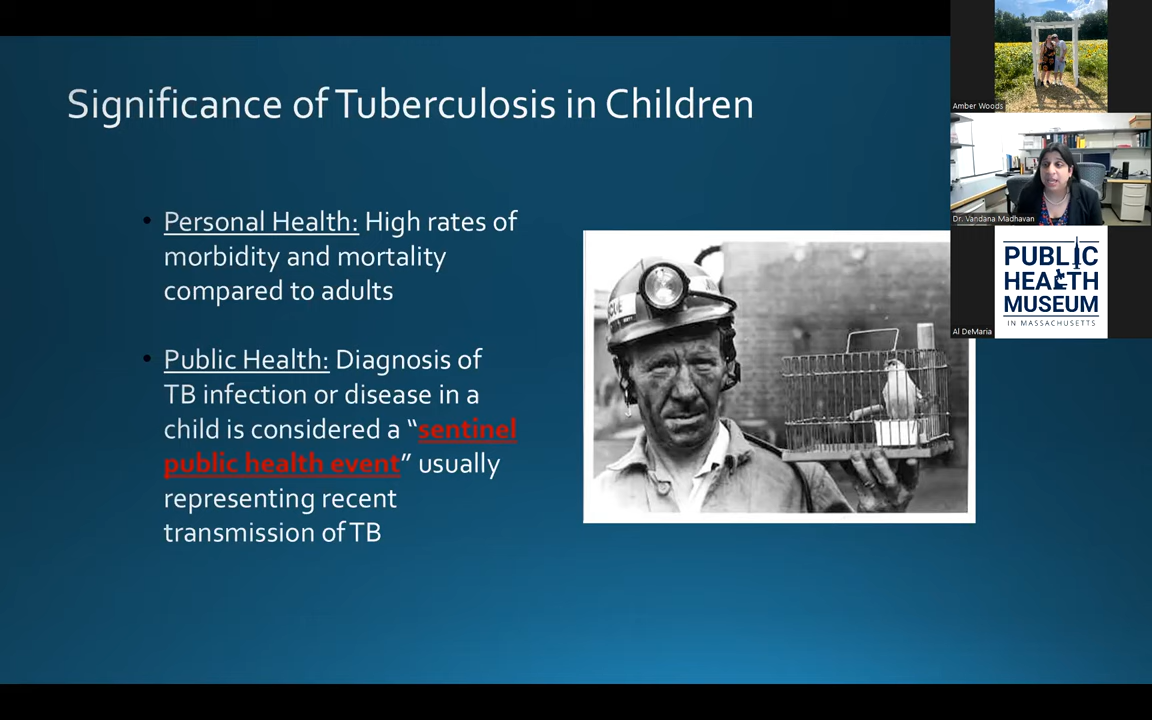 Significance of Tuberculosis in Children
Personal Health: High rates of
morbidity and mortality
compared to adults
Public Health: Diagnosis of
TB infection or disease in a
child is considered a “sentinel
public health event” usually
representing recent
transmission of TB
Amber Woods
Dr. Vandana Madhavan
PUBLIC
HEALTH
MUSEUM
IN MASSACHUSETTS
Al DeMaria